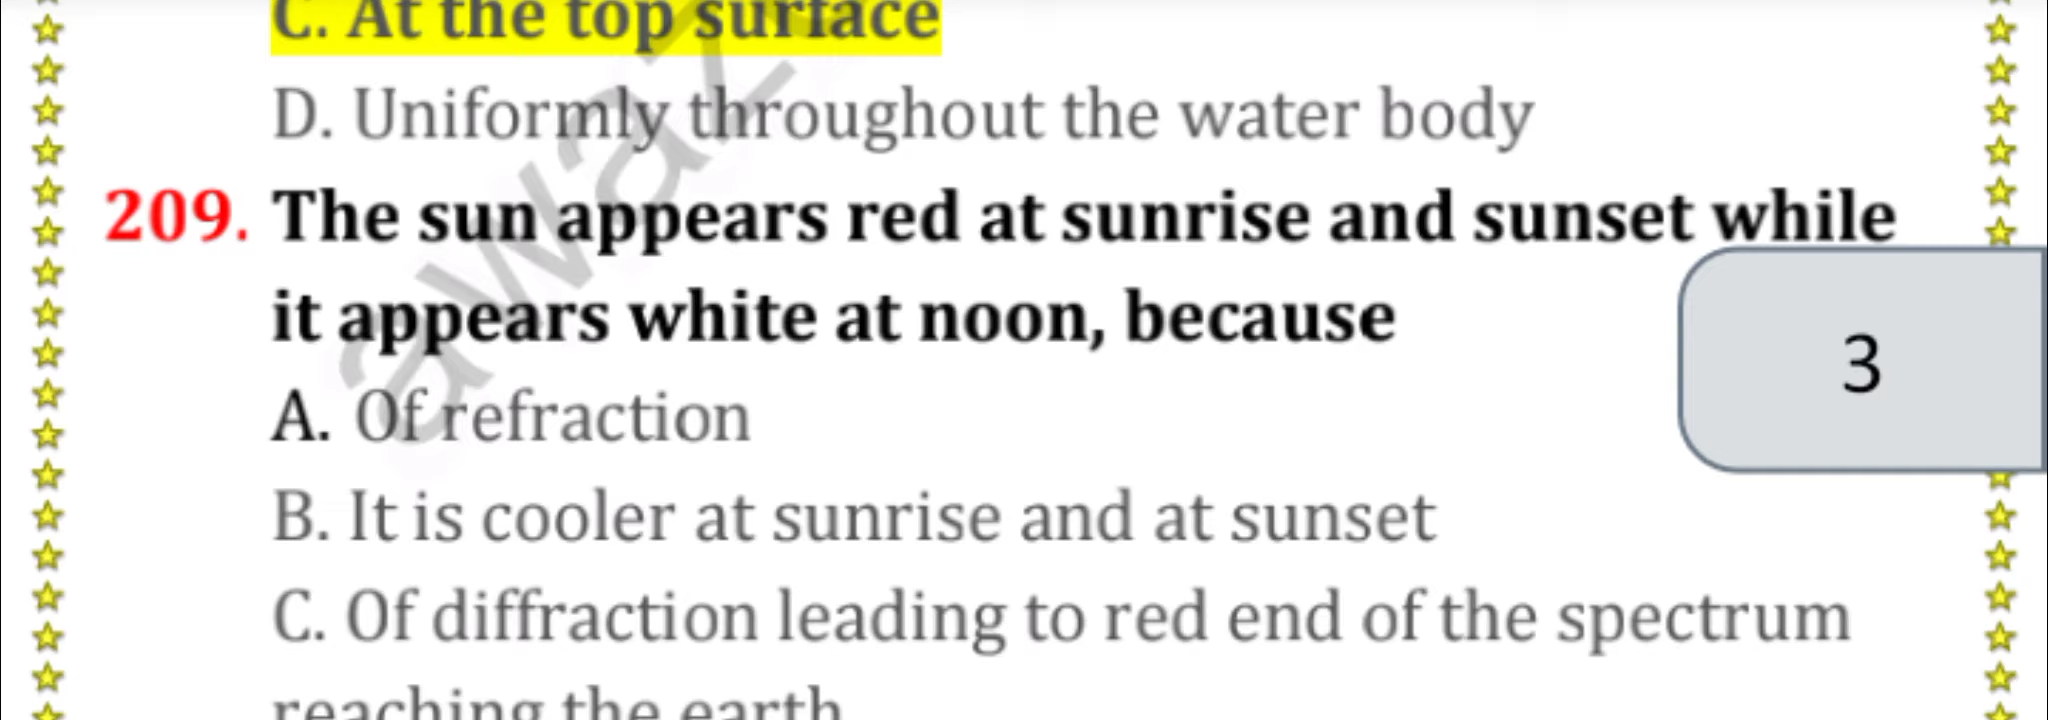 C. At the top surface
D. Uniformly throughout the water body
209. The sun appears red at sunrise and sunset while
it appears white at noon, because
3
A. Of refraction
B. It is cooler at sunrise and at sunset
C. Of diffraction leading to red end of the spectrum
reaching the earth